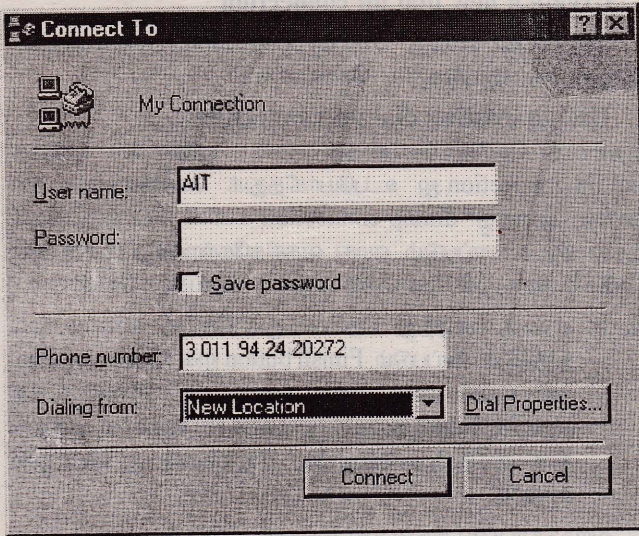 Connect To
My Connection
User name: AIT
Password:
Save password
Phone number: 3 011 94 24 20272
Dialing from: New Location Dial Properties...
Connect Cancel